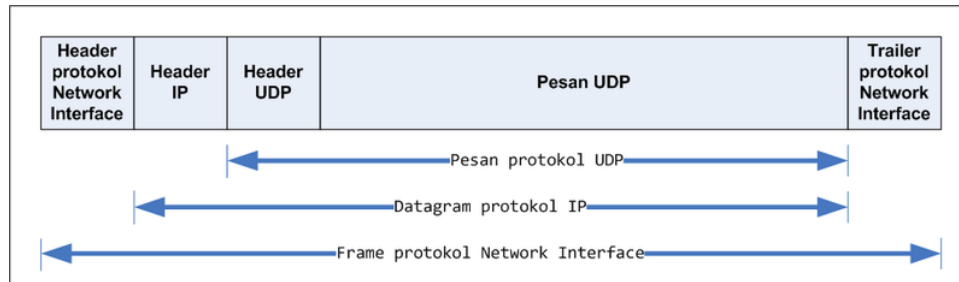 Header
protokol
Network
Interface
Header
IP
Header
UDP
Pesan UDP
Trailer
protokol
Network
Interface
Pesan protokol UDP
Datagram protokol IP
Frame protokol Network Interface